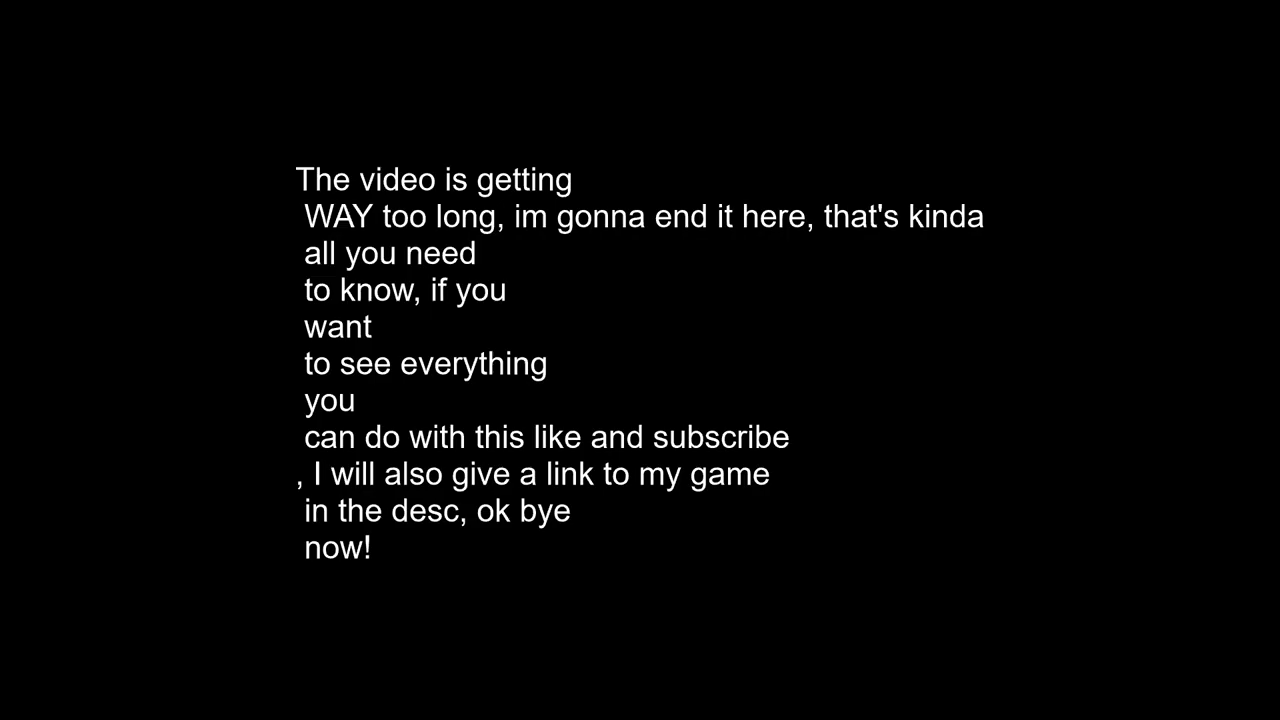 The video is getting
WAY too long, im gonna end it here, that's kinda
all you need
to know, if you
want
to see everything
you
can do with this like and subscribe
, I will also give a link to my game
in the desc, ok bye
now!